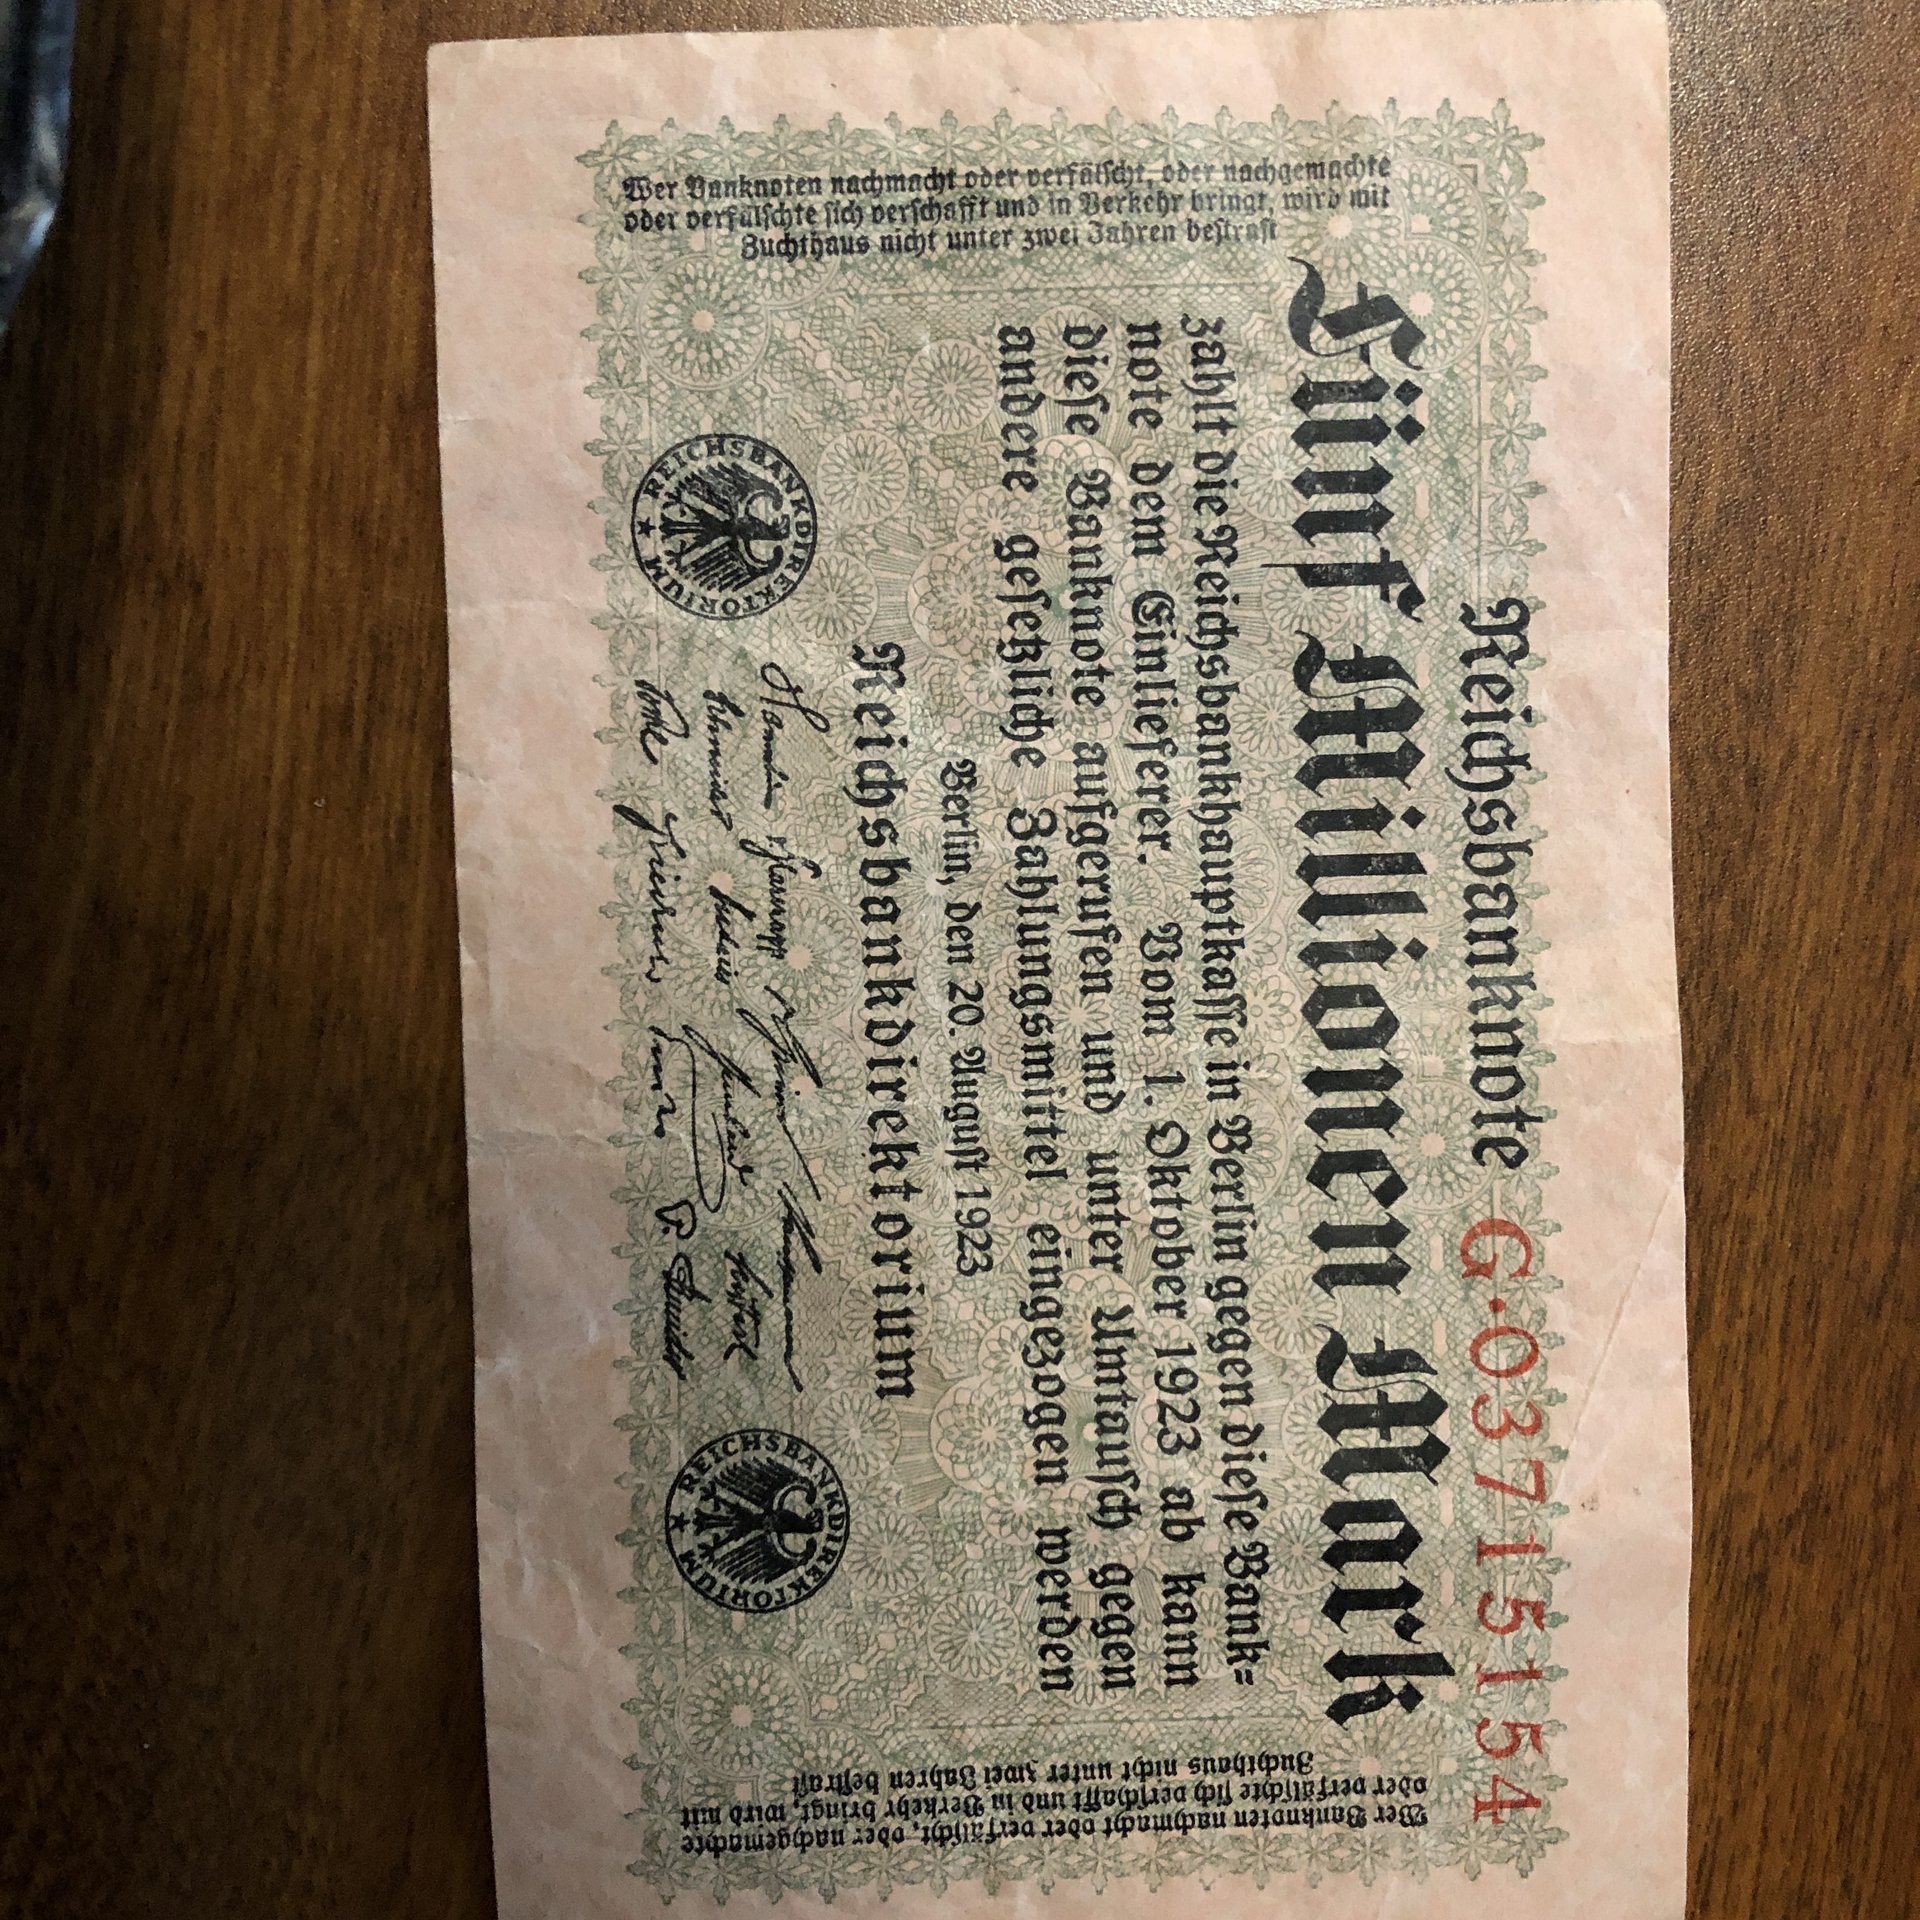 Reichsbanknote G·03715154
Fünf Millionen Mark
zahlt die Reichsbankhauptkasse in Berlin gegen diese Bank=
note dem Einlieferer. Vom 1. Oktober 1923 ab kann
diese Banknote aufgerufen und unter Umtausch gegen
andere gesetzliche Zahlungsmittel eingezogen werden
Berlin, den 20. August 1923
Reichsbankdirektorium
REICHSBANKDIREKTORIUM
REICHSBANKDIREKTORIUM
Wer Banknoten nachmacht oder verfälscht, oder nachgemachte
oder verfälschte sich verschafft und in Verkehr bringt, wird mit
Zuchthaus nicht unter zwei Jahren bestraft
Wer Banknoten nachmacht oder verfälscht, oder nachgemachte
oder verfälschte sich verschafft und in Verkehr bringt, wird mit
Zuchthaus nicht unter zwei Jahren bestraft